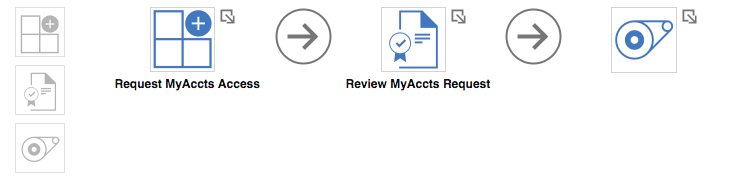 Request MyAccts Access
Review MyAccts Request